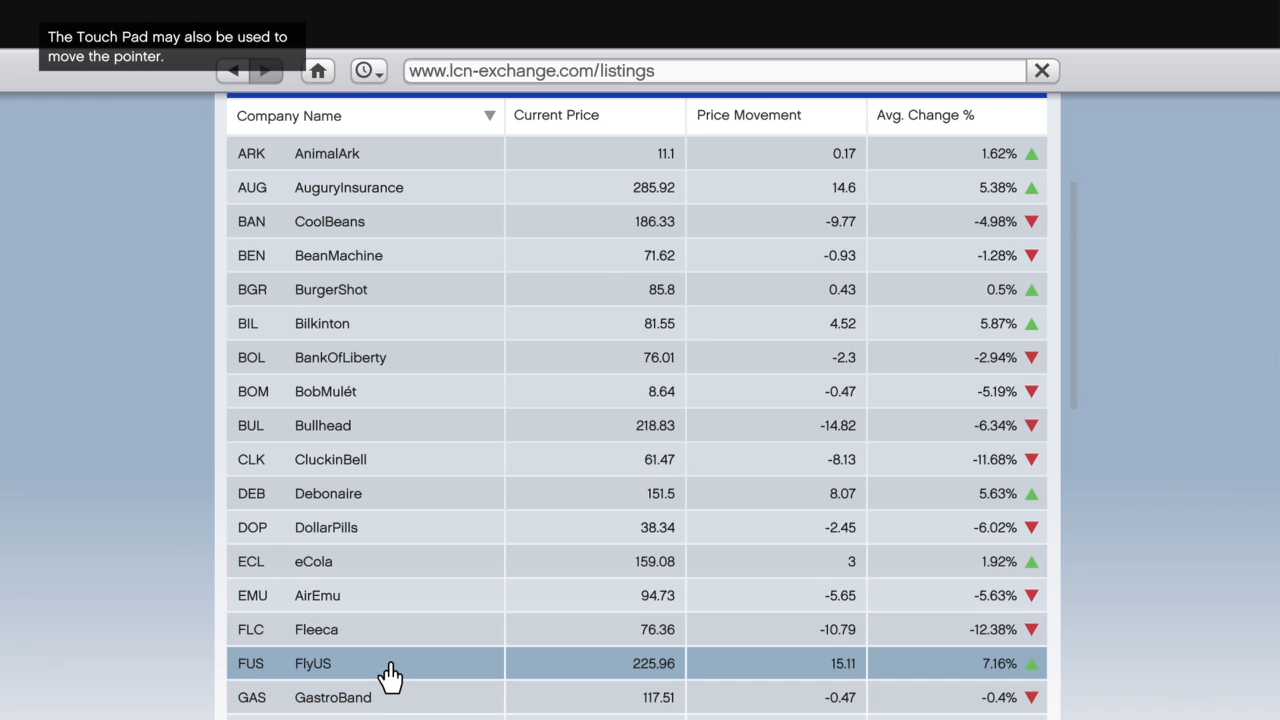 The Touch Pad may also be used to
move the pointer.
www.lcn-exchange.com/listings
Company Name Current Price Price Movement Avg. Change %
ARK AnimalArk 11.1 0.17 1.62%
AUG AuguryInsurance 285.92 14.6 5.38%
BAN CoolBeans 186.33 -9.77 -4.98%
BEN BeanMachine 71.62 -0.93 -1.28%
BGR BurgerShot 85.8 0.43 0.5%
BIL Bilkinton 81.55 4.52 5.87%
BOL BankOfLiberty 76.01 -2.3 -2.94%
BOM BobMulét 8.64 -0.47 -5.19%
BUL Bullhead 218.83 -14.82 -6.34%
CLK CluckinBell 61.47 -8.13 -11.68%
DEB Debonaire 151.5 8.07 5.63%
DOP DollarPills 38.34 -2.45 -6.02%
ECL eCola 159.08 3 1.92%
EMU AirEmu 94.73 -5.65 -5.63%
FLC Fleeca 76.36 -10.79 -12.38%
FUS FlyUS 225.96 15.11 7.16%
GAS GastroBand 117.51 -0.47 -0.4%